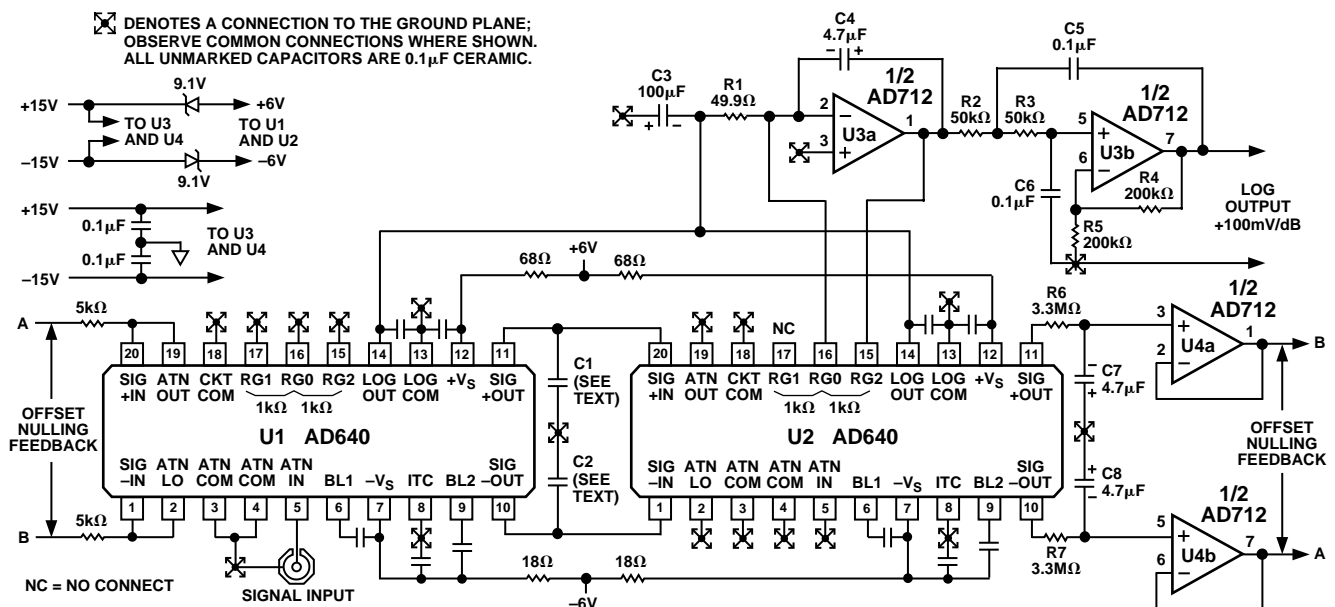 DENOTES A CONNECTION TO THE GROUND PLANE;
OBSERVE COMMON CONNECTIONS WHERE SHOWN.
ALL UNMARKED CAPACITORS ARE 0.1µF CERAMIC.
+15V
9.1V
+6V
TO U3
AND U4
TO U1
AND U2
–15V
9.1V
–6V
+15V
0.1µF
0.1µF
TO U3
AND U4
–15V
C3
100µF
+ –
R1
49.9Ω
C4
4.7µF
– +
1/2
AD712
2
–
3
+
U3a
1
R2
50kΩ
R3
50kΩ
C5
0.1µF
1/2
AD712
5
+
6
–
U3b
7
C6
0.1µF
R4
200kΩ
R5
200kΩ
LOG
OUTPUT
+100mV/dB
68Ω
+6V
68Ω
A
5kΩ
OFFSET
NULLING
FEEDBACK
B
5kΩ
20 19 18 17 16 15 14 13 12 11
SIG +IN
ATN OUT
CKT COM
RG1
RG0
RG2
LOG OUT
LOG COM
+VS
SIG +OUT
1kΩ 1kΩ
U1 AD640
SIG –IN
ATN LO
ATN COM
ATN COM
ATN IN
BL1
–VS
ITC
BL2
SIG –OUT
1 2 3 4 5 6 7 8 9 10
C1
(SEE
TEXT)
C2
(SEE
TEXT)
NC
20 19 18 17 16 15 14 13 12 11
SIG +IN
ATN OUT
CKT COM
RG1
RG0
RG2
LOG OUT
LOG COM
+VS
SIG +OUT
1kΩ 1kΩ
U2 AD640
SIG –IN
ATN LO
ATN COM
ATN COM
ATN IN
BL1
–VS
ITC
BL2
SIG –OUT
1 2 3 4 5 6 7 8 9 10
R6
3.3MΩ
1/2
AD712
3
+
2
–
U4a
1
B
C7
4.7µF
–
+
OFFSET
NULLING
FEEDBACK
C8
4.7µF
+
–
R7
3.3MΩ
1/2
AD712
5
+
6
–
U4b
7
A
NC = NO CONNECT
SIGNAL INPUT
18Ω
–6V
18Ω